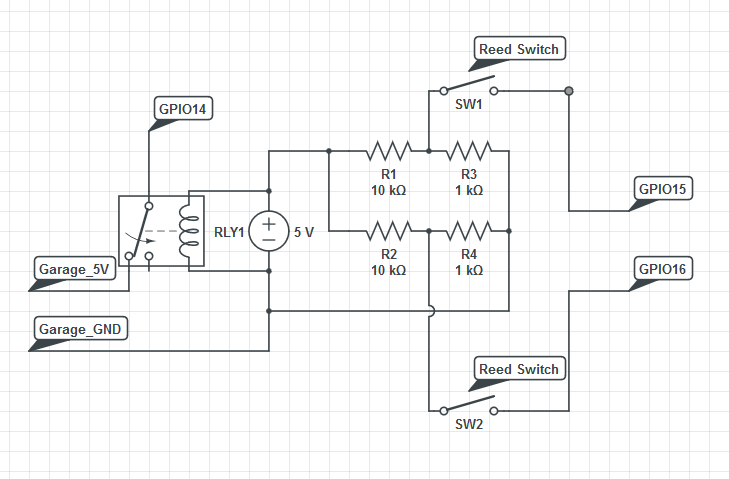 Reed Switch
SW1
GPIO14
R1
10 kΩ
R3
1 kΩ
GPIO15
RLY1
+
−
5 V
R2
10 kΩ
R4
1 kΩ
Garage_5V
GPIO16
Garage_GND
Reed Switch
SW2